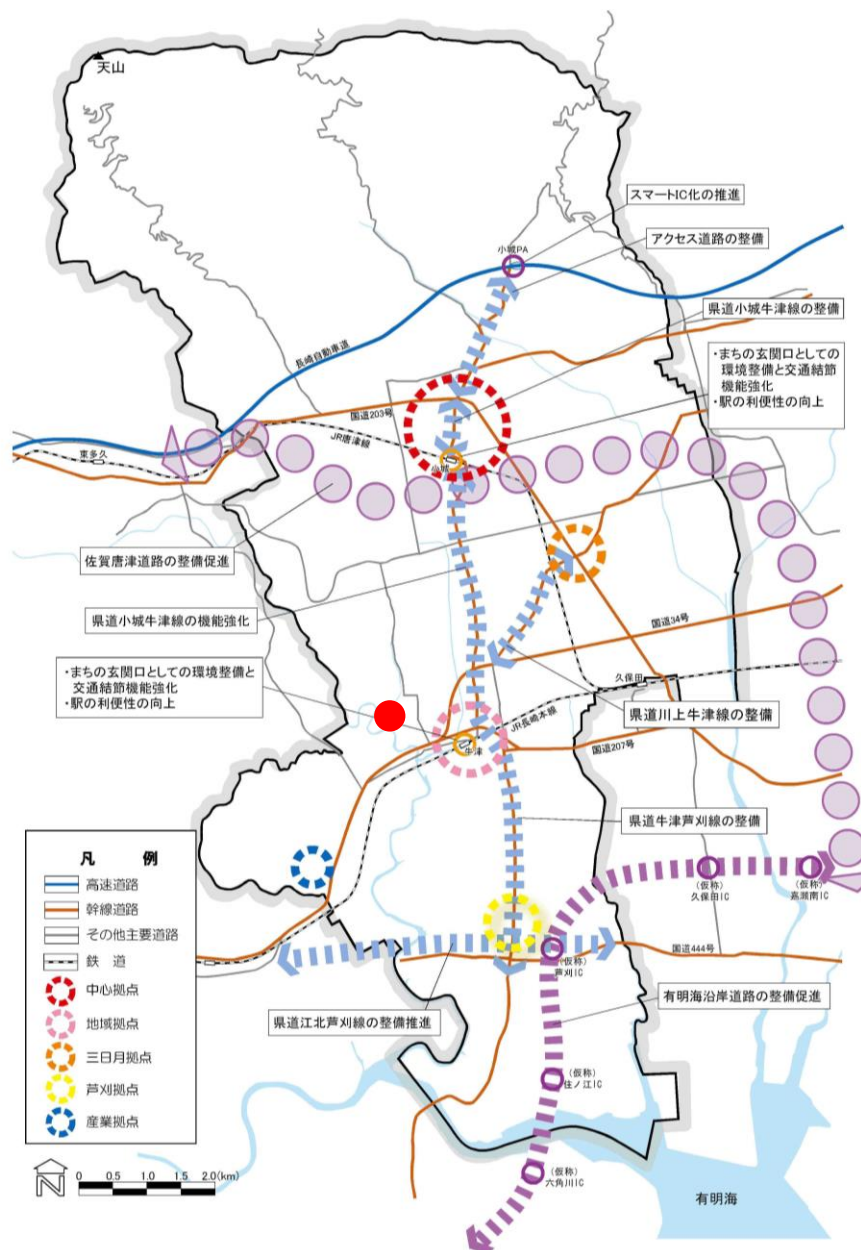 天山
スマートIC化の推進
小城PA
アクセス道路の整備
県道小城牛津線の整備
・まちの玄関口としての
環境整備と交通結節
機能強化
・駅の利便性の向上
長崎自動車道
国道203号
JR唐津線
東多久
小城
佐賀唐津道路の整備促進
県道小城牛津線の機能強化
国道34号
・まちの玄関口としての環境整備と
交通結節機能強化
・駅の利便性の向上
久保田
県道川上牛津線の整備
JR長崎本線
牛津
国道207号
県道牛津芦刈線の整備
凡 例
高速道路
幹線道路
その他主要道路
鉄 道
中心拠点
地域拠点
三日月拠点
芦刈拠点
産業拠点
(仮称)
久保田IC
(仮称)
嘉瀬南IC
国道444号
(仮称)
芦刈IC
県道江北芦刈線の整備推進
有明海沿岸道路の整備促進
(仮称)
住ノ江IC
(仮称)
六角川IC
有明海
N
0 0.5 1.0 1.5 2.0(km)